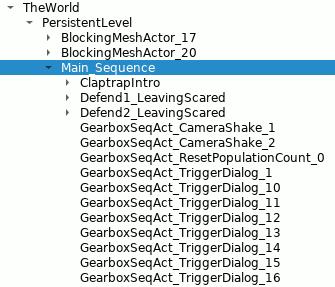 TheWorld
PersistentLevel
BlockingMeshActor_17
BlockingMeshActor_20
Main_Sequence
ClaptrapIntro
Defend1_LeavingScared
Defend2_LeavingScared
GearboxSeqAct_CameraShake_1
GearboxSeqAct_CameraShake_2
GearboxSeqAct_ResetPopulationCount_0
GearboxSeqAct_TriggerDialog_1
GearboxSeqAct_TriggerDialog_10
GearboxSeqAct_TriggerDialog_11
GearboxSeqAct_TriggerDialog_12
GearboxSeqAct_TriggerDialog_13
GearboxSeqAct_TriggerDialog_14
GearboxSeqAct_TriggerDialog_15
GearboxSeqAct_TriggerDialog_16